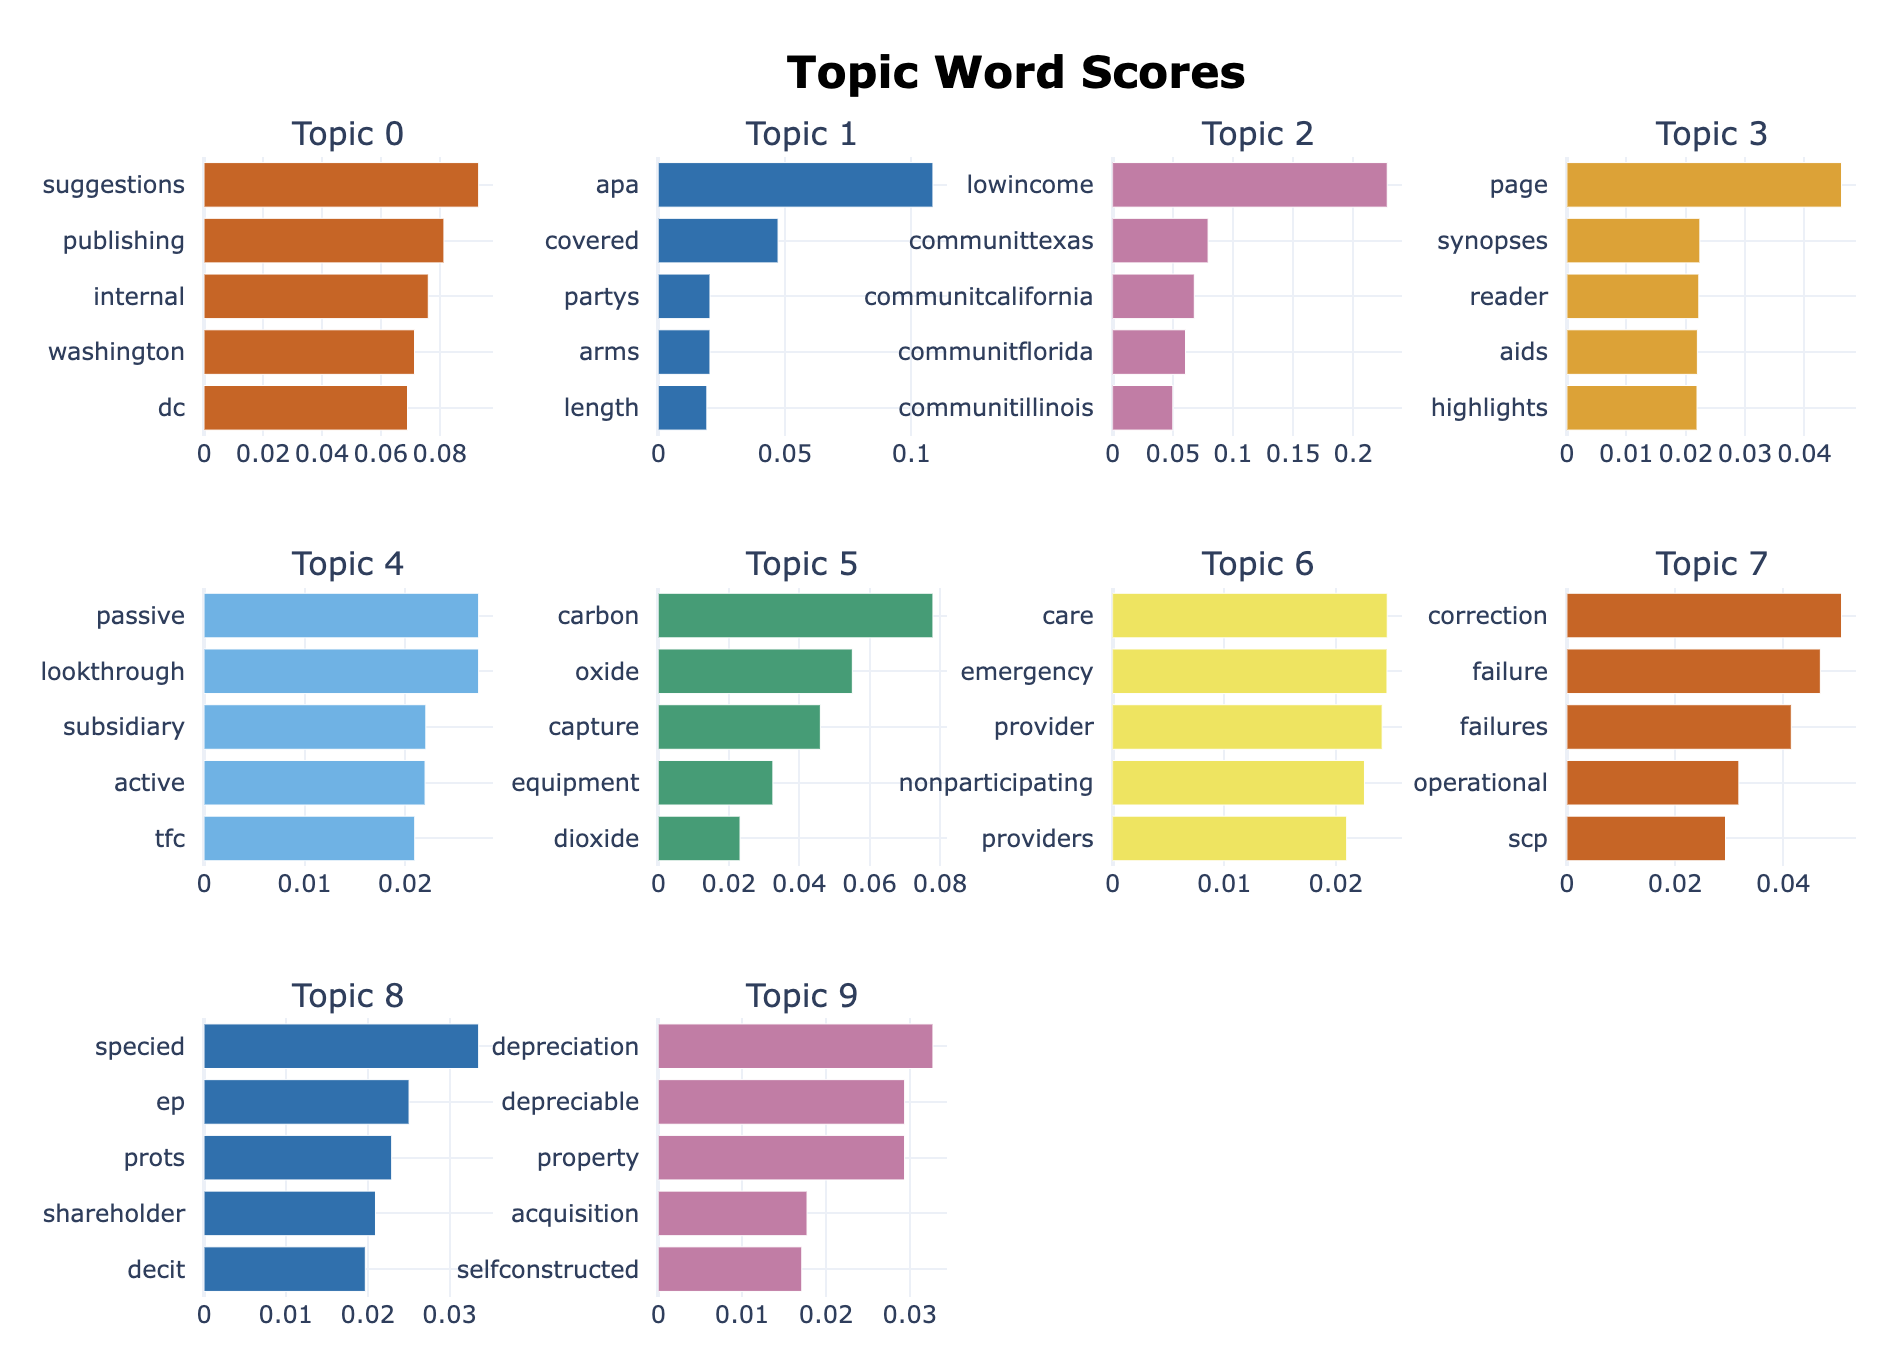 Topic Word Scores
Topic 0
suggestions
publishing
internal
washington
dc
0 0.02 0.04 0.06 0.08
Topic 1
apa
covered
partys
arms
length
0 0.05 0.1
Topic 2
lowincome
communittexas
communitcalifornia
communitflorida
communitillinois
0 0.05 0.1 0.15 0.2
Topic 3
page
synopses
reader
aids
highlights
0 0.01 0.02 0.03 0.04
Topic 4
passive
lookthrough
subsidiary
active
tfc
0 0.01 0.02
Topic 5
carbon
oxide
capture
equipment
dioxide
0 0.02 0.04 0.06 0.08
Topic 6
care
emergency
provider
nonparticipating
providers
0 0.01 0.02
Topic 7
correction
failure
failures
operational
scp
0 0.02 0.04
Topic 8
specied
ep
prots
shareholder
decit
0 0.01 0.02 0.03
Topic 9
depreciation
depreciable
property
acquisition
selfconstructed
0 0.01 0.02 0.03